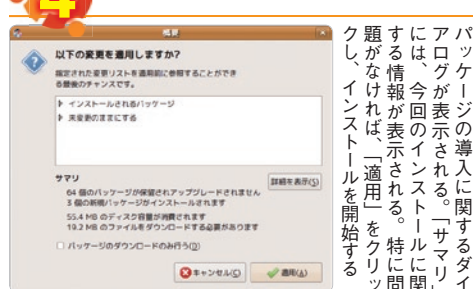 4
概要
以下の変更を適用しますか?
指定された変更リストを適用前に参照することができ
る最後のチャンスです。
インストールされるパッケージ
未変更のままにする
サマリ
詳細を表示(S)
64 個のパッケージが保留されアップグレードされません
3 個の新規パッケージがインストールされます
55.4 MB のディスク容量が消費されます
19.2 MB のファイルをダウンロードする必要があります
パッケージのダウンロードのみ行う(D)
キャンセル(C)
適用(A)
パッケージの導入に関するダイ
アログが表示される。「サマリ」
には、今回のインストールに関
する情報が表示される。特に問
題がなければ、「適用」をクリッ
クし、インストールを開始する